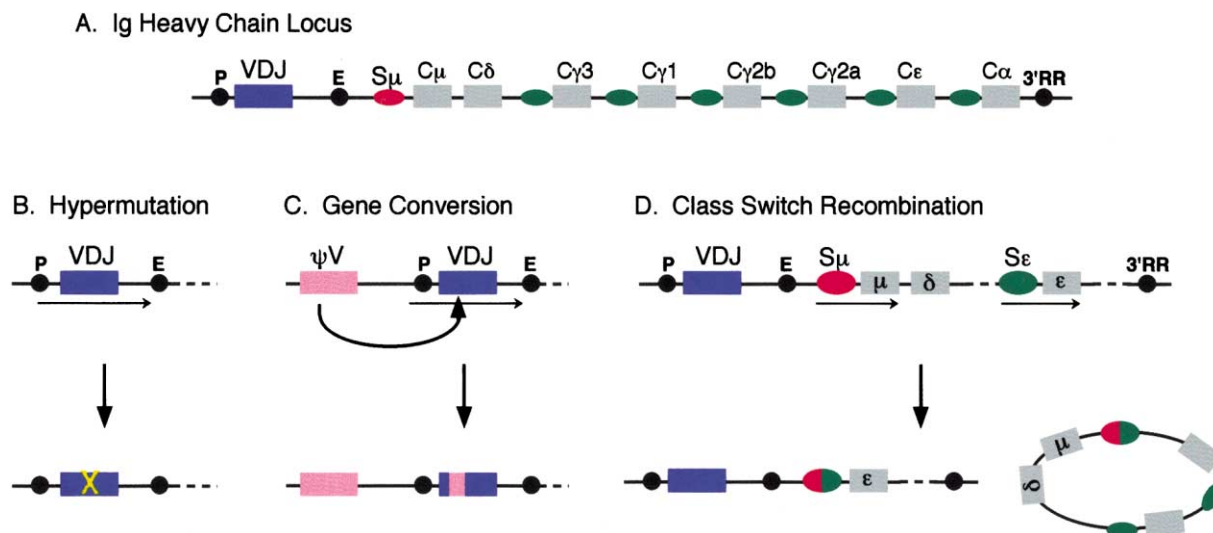 A. Ig Heavy Chain Locus
P VDJ E Sμ Cμ Cδ Cγ3 Cγ1 Cγ2b Cγ2a Cε Cα 3'RR
B. Hypermutation
P VDJ E
X
C. Gene Conversion
ψV P VDJ E
D. Class Switch Recombination
P VDJ E Sμ μ δ Sε ε 3'RR
ε
μ
δ